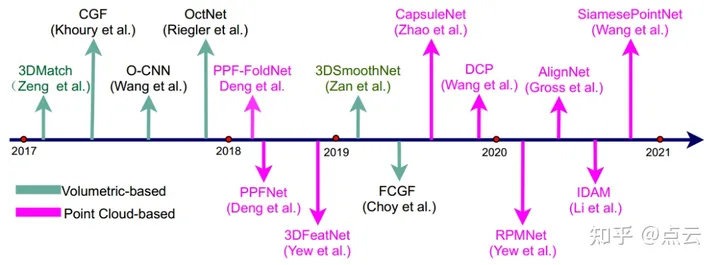 CGF
(Khoury et al.)
OctNet
(Riegler et al.)
CapsuleNet
(Zhao et al.)
SiamesePointNet
(Wang et al.)
3DMatch
（Zeng et al.)
O-CNN
(Wang et al.)
PPF-FoldNet
Deng et al.
3DSmoothNet
(Zan et al.)
DCP
(Wang et al.)
AlignNet
(Gross et al.)
2017
2018
2019
2020
2021
Volumetric-based
Point Cloud-based
PPFNet
(Deng et al.)
3DFeatNet
(Yew et al.)
FCGF
(Choy et al.)
RPMNet
(Yew et al.)
IDAM
(Li et al.)
知乎 @点云